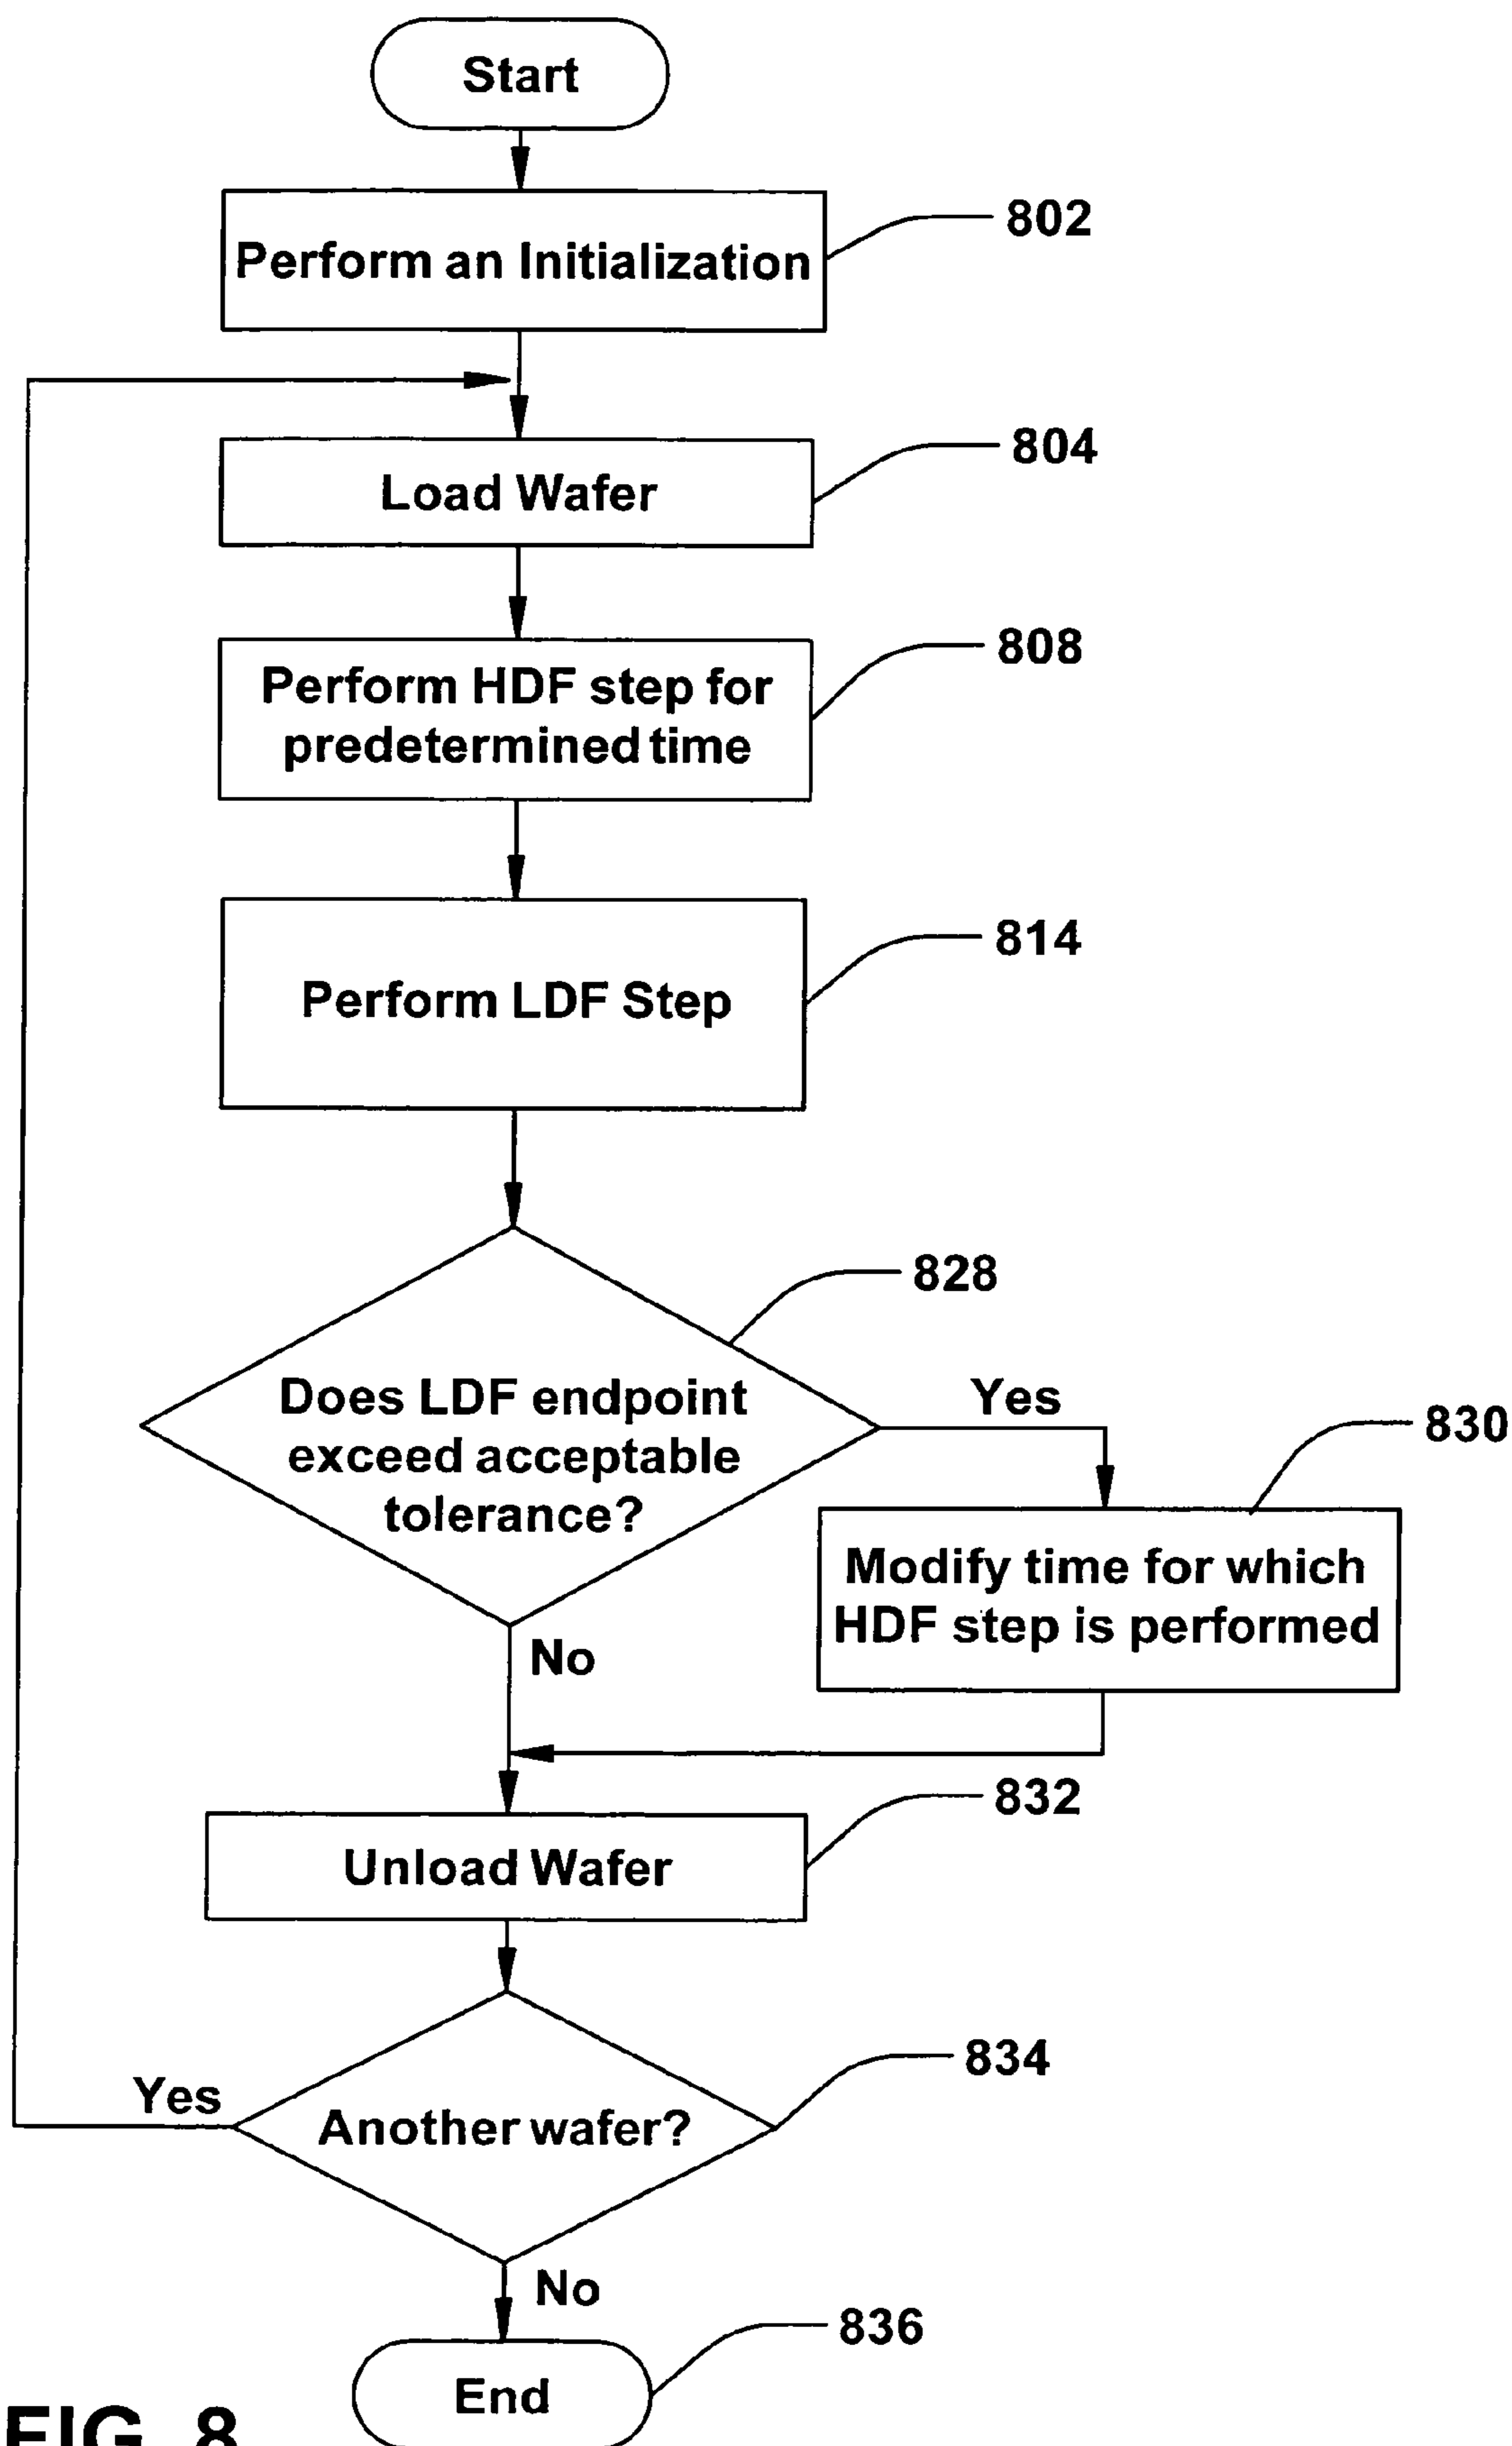 Start
Perform an Initialization
802
Load Wafer
804
Perform HDF step for
predetermined time
808
Perform LDF Step
814
828
Does LDF endpoint
exceed acceptable
tolerance?
Yes
830
Modify time for which
HDF step is performed
No
832
Unload Wafer
834
Yes
Another wafer?
No
836
End
FIG. 8